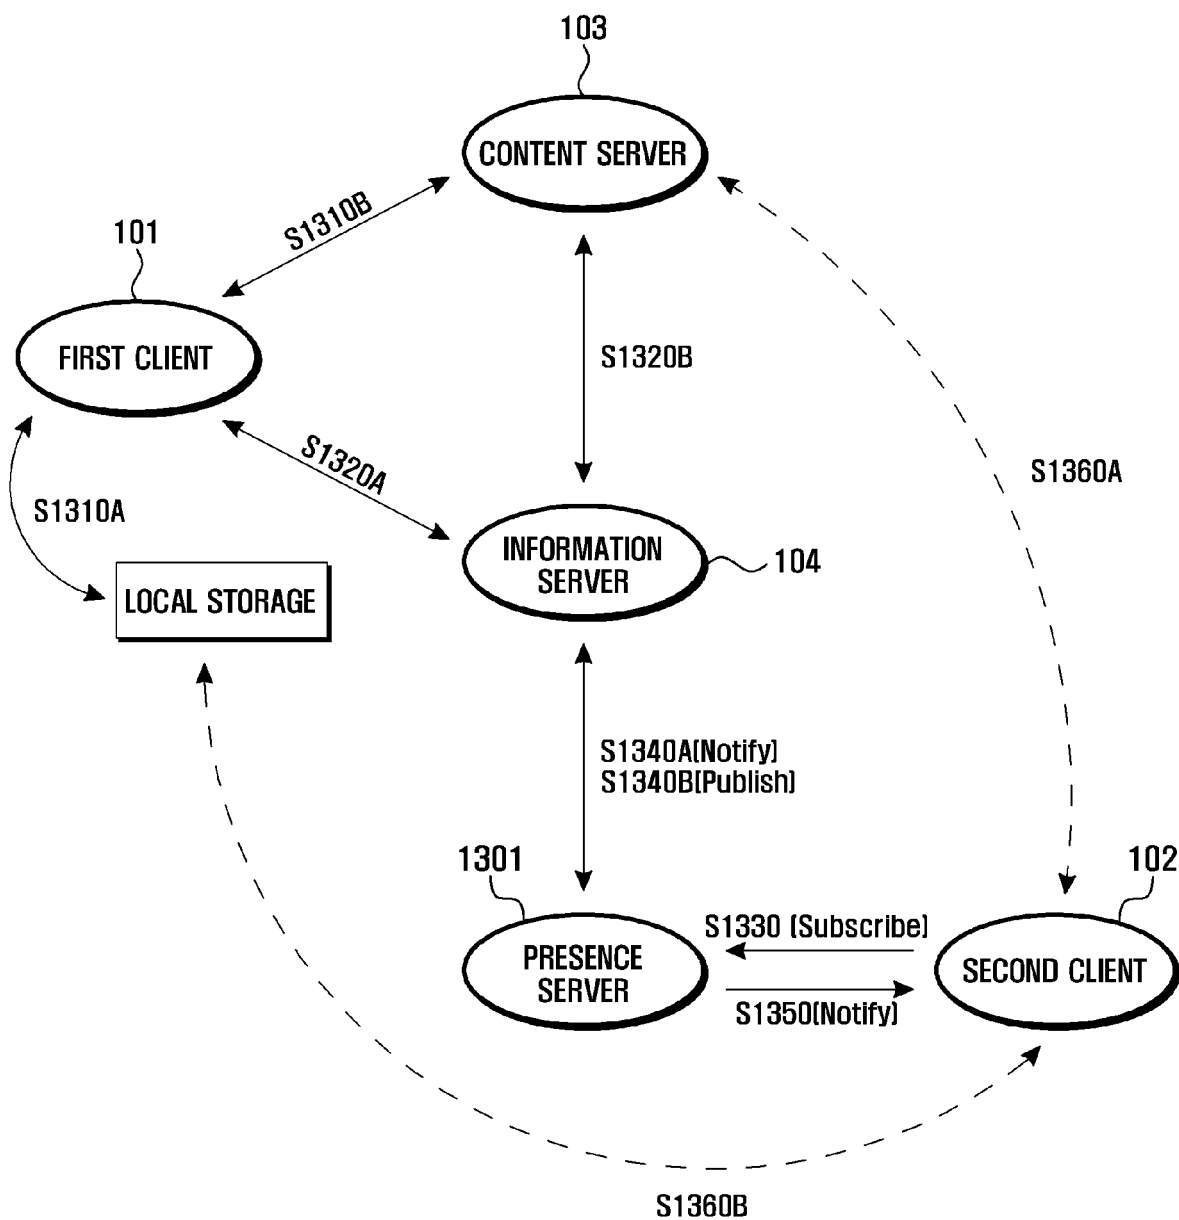 103
CONTENT SERVER
S1310B
101
FIRST CLIENT
S1320B
S1320A
S1360A
S1310A
INFORMATION
SERVER
104
LOCAL STORAGE
S1340A(Notify)
S1340B(Publish)
1301
102
S1330 (Subscribe)
PRESENCE
SERVER
SECOND CLIENT
S1350(Notify)
S1360B